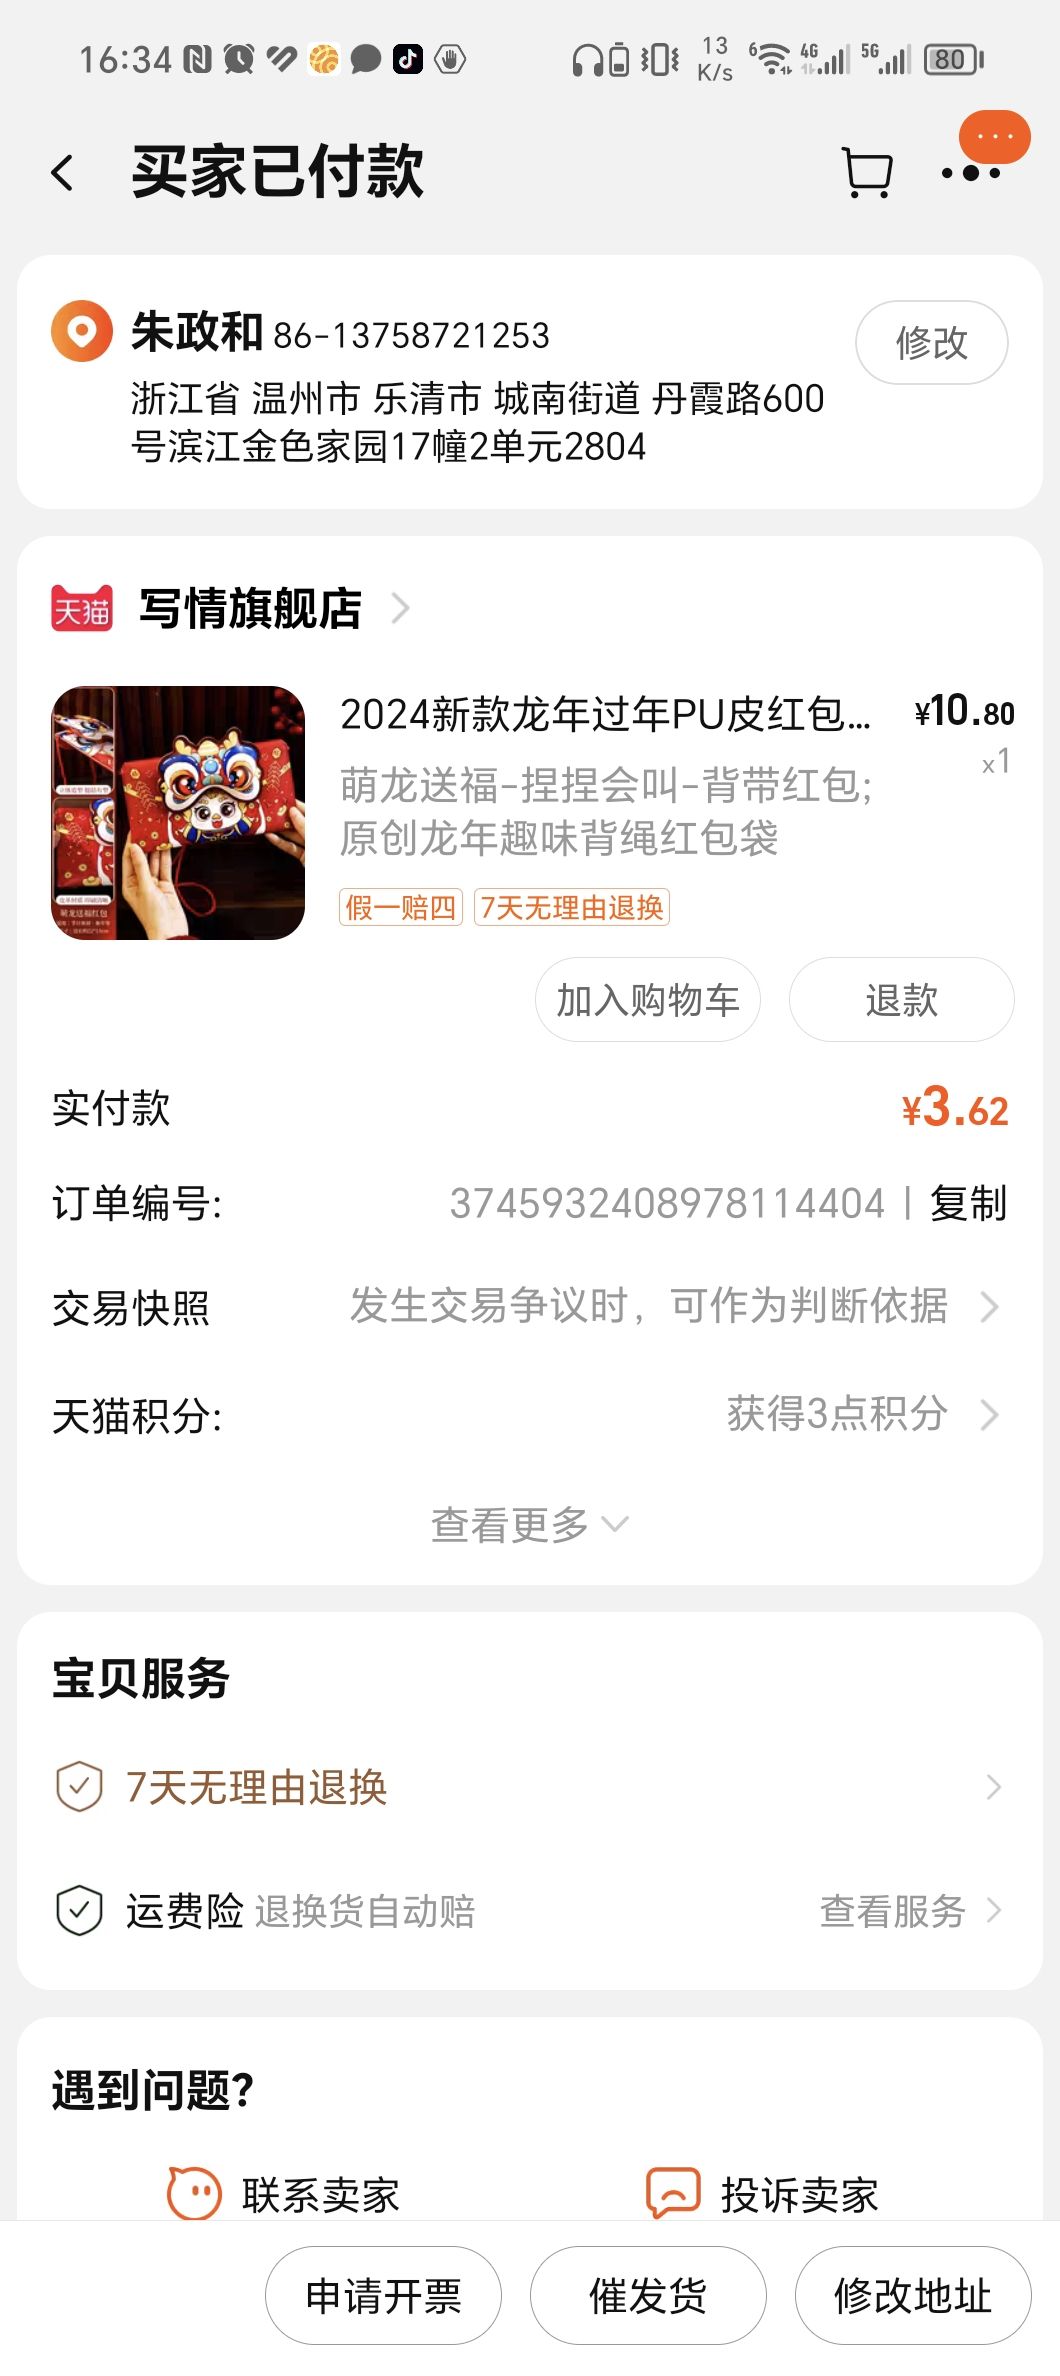 16:34
13
K/s
6
4G
5G
80
买家已付款
朱政和 86-13758721253
修改
浙江省 温州市 乐清市 城南街道 丹霞路600
号滨江金色家园17幢2单元2804
天猫 写情旗舰店
2024新款龙年过年PU皮红包... ¥10.80
x1
萌龙送福-捏捏会叫-背带红包;
原创龙年趣味背绳红包袋
假一赔四 7天无理由退换
萌龙送福红包
加入购物车 退款
实付款 ¥3.62
订单编号: 3745932408978114404 | 复制
交易快照 发生交易争议时，可作为判断依据
天猫积分: 获得3点积分
查看更多
宝贝服务
7天无理由退换
运费险 退换货自动赔 查看服务
遇到问题?
联系卖家 投诉卖家
申请开票 催发货 修改地址